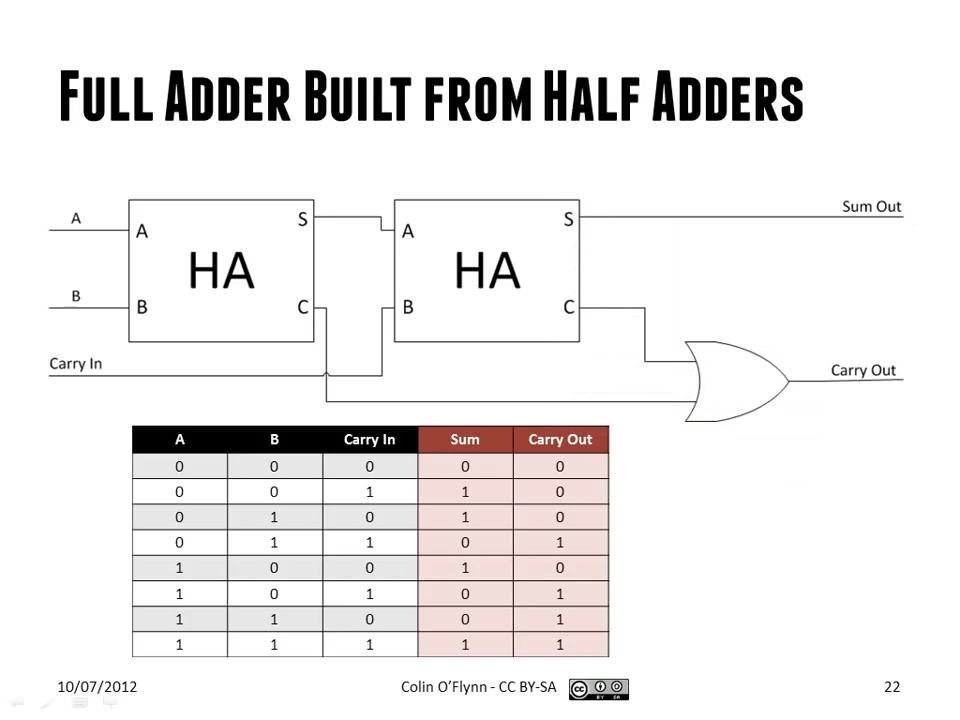 FULL ADDER BUILT FROM HALF ADDERS
A
B
Carry In
A
B
HA
S
C
A
B
HA
S
C
Sum Out
Carry Out
A B Carry In Sum Carry Out
0 0 0 0 0
0 0 1 1 0
0 1 0 1 0
0 1 1 0 1
1 0 0 1 0
1 0 1 0 1
1 1 0 0 1
1 1 1 1 1
10/07/2012 Colin O'Flynn - CC BY-SA cc BY SA 22